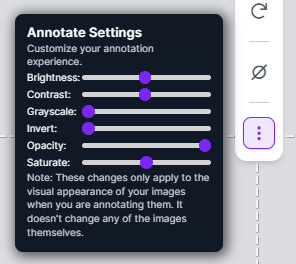 Annotate Settings
Customize your annotation
experience.
Brightness:
Contrast:
Grayscale:
Invert:
Opacity:
Saturate:
Note: These changes only apply to the
visual appearance of your images
when you are annotating them. It
doesn't change any of the images
themselves.